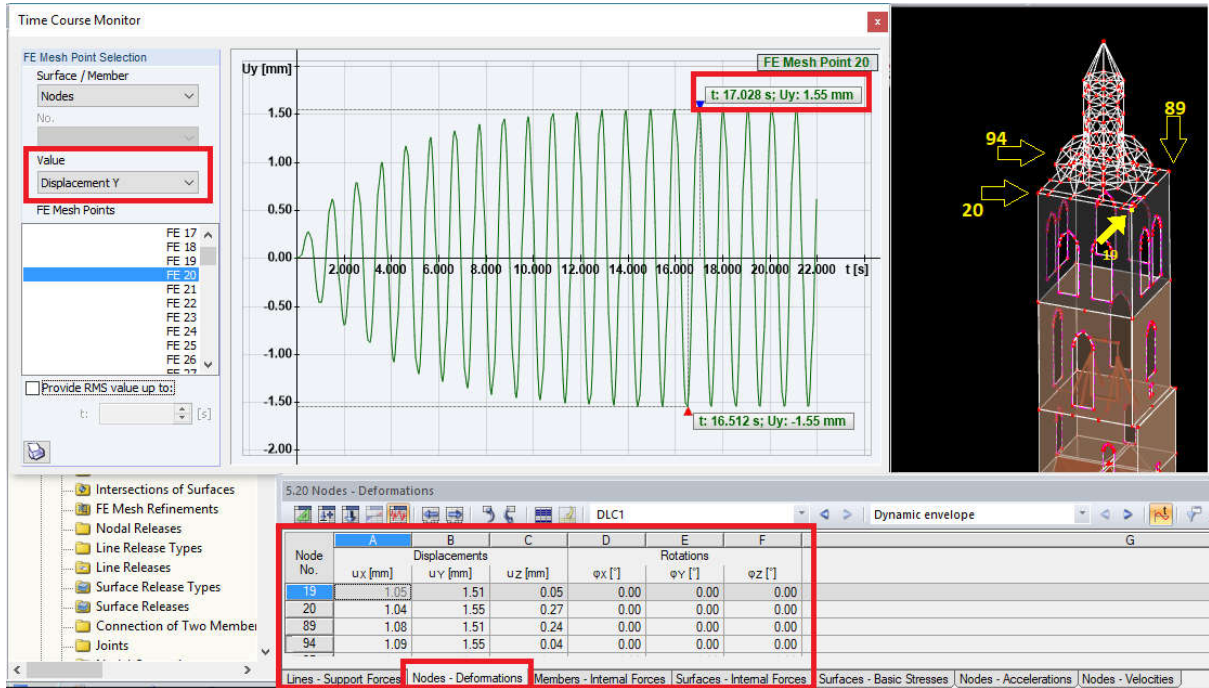 Time Course Monitor
x
FE Mesh Point Selection
Surface / Member
Nodes
No.
Value
Displacement Y
FE Mesh Points
FE 17
FE 18
FE 19
FE 20
FE 21
FE 22
FE 23
FE 24
FE 25
FE 26
FE 27
Provide RMS value up to:
t: [s]
Uy [mm]
FE Mesh Point 20
t: 17.028 s; Uy: 1.55 mm
1.50
1.00
0.50
0.00
-0.50
-1.00
-1.50
-2.00
2.000 4.000 6.000 8.000 10.000 12.000 14.000 16.000 18.000 20.000 22.000 t [s]
t: 16.512 s; Uy: -1.55 mm
89
94
20
19
Intersections of Surfaces
FE Mesh Refinements
Nodal Releases
Line Release Types
Line Releases
Surface Release Types
Surface Releases
Connection of Two Member
Joints
5.20 Nodes - Deformations
DLC1
Dynamic envelope
A B C D E F G
Node Displacements Rotations
No. uX [mm] uY [mm] uZ [mm] φX [°] φY [°] φZ [°]
19 1.05 1.51 0.05 0.00 0.00 0.00
20 1.04 1.55 0.27 0.00 0.00 0.00
89 1.08 1.51 0.24 0.00 0.00 0.00
94 1.09 1.55 0.04 0.00 0.00 0.00
Lines - Support Forces Nodes - Deformations Members - Internal Forces Surfaces - Internal Forces Surfaces - Basic Stresses Nodes - Accelerations Nodes - Velocities